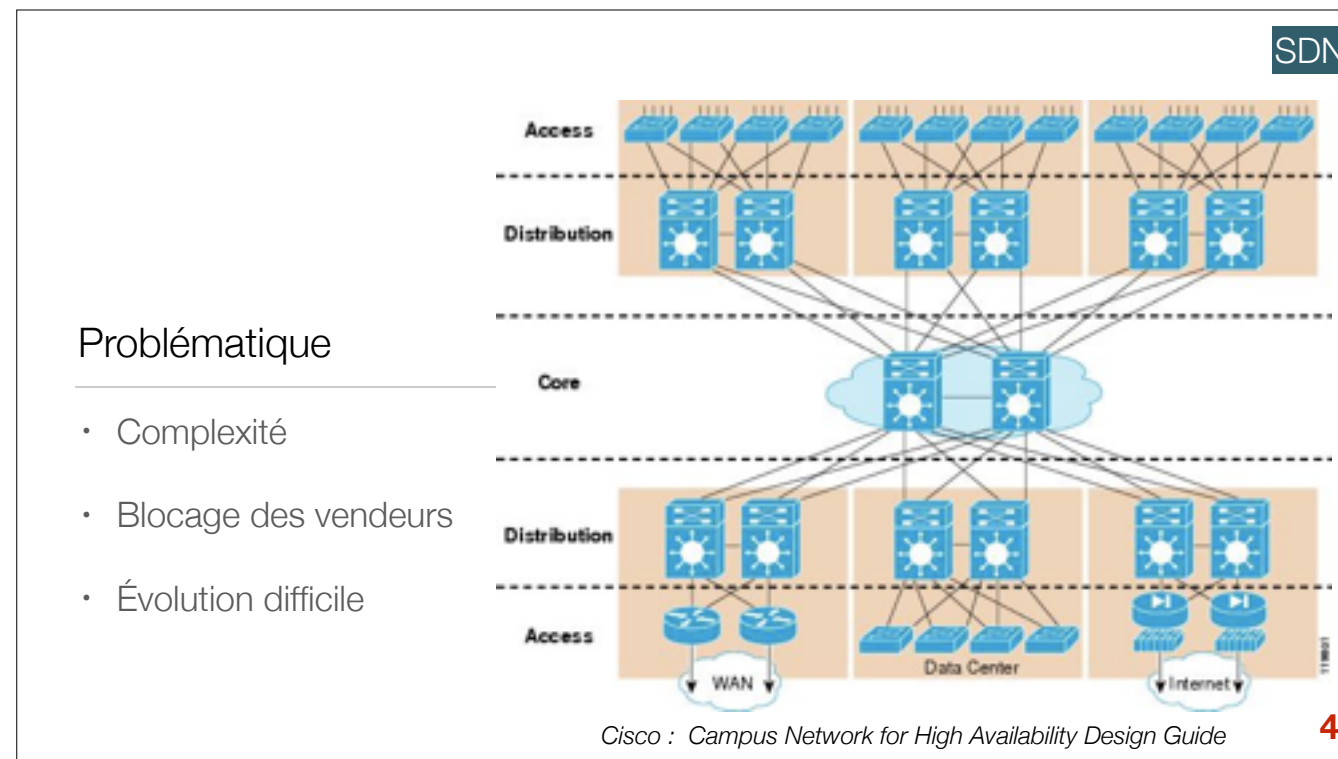 SDN
Problématique
• Complexité
• Blocage des vendeurs
• Évolution difficile
Access
Distribution
Core
Distribution
Access
WAN
Data Center
Internet
Cisco : Campus Network for High Availability Design Guide
4